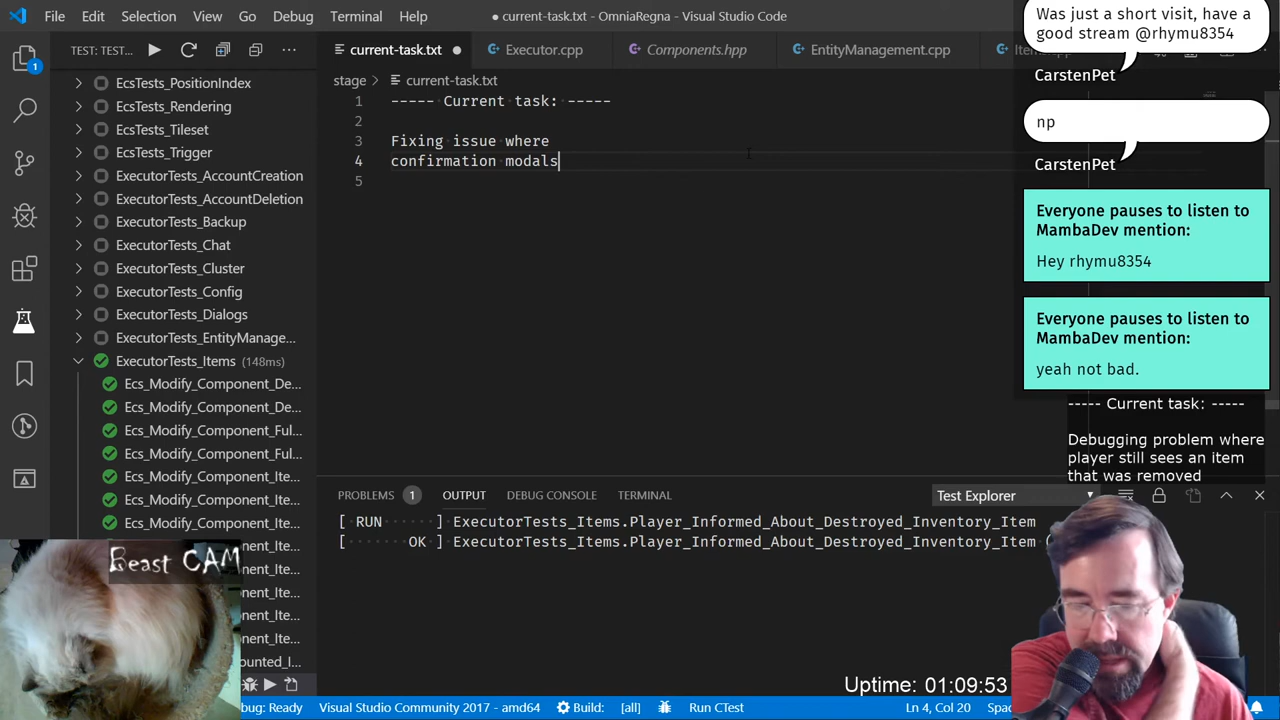 File Edit Selection View Go Debug Terminal Help
● current-task.txt - OmniaRegna - Visual Studio Code
TEST: TEST...
current-task.txt
Executor.cpp
Components.hpp
EntityManagement.cpp
stage > current-task.txt
1 ----- Current task: -----
2
3 Fixing issue where
4 confirmation modals
5
1
EcsTests_PositionIndex
EcsTests_Rendering
EcsTests_Tileset
EcsTests_Trigger
ExecutorTests_AccountCreation
ExecutorTests_AccountDeletion
ExecutorTests_Backup
ExecutorTests_Chat
ExecutorTests_Cluster
ExecutorTests_Config
ExecutorTests_Dialogs
ExecutorTests_EntityManage...
ExecutorTests_Items (148ms)
Ecs_Modify_Component_De...
Ecs_Modify_Component_De...
Ecs_Modify_Component_Ful...
Ecs_Modify_Component_Ful...
Ecs_Modify_Component_Ite...
Ecs_Modify_Component_Ite...
Ecs_Modify_Component_Ite...
Beast CAM
Was just a short visit, have a
good stream @rhymu8354
CarstenPet
np
CarstenPet
Everyone pauses to listen to
MambaDev mention:
Hey rhymu8354
Everyone pauses to listen to
MambaDev mention:
yeah not bad.
----- Current task: -----
Debugging problem where
player still sees an item
that was removed
PROBLEMS 1 OUTPUT DEBUG CONSOLE TERMINAL
Test Explorer
[ RUN ] ExecutorTests_Items.Player_Informed_About_Destroyed_Inventory_Item
[ OK ] ExecutorTests_Items.Player_Informed_About_Destroyed_Inventory_Item (
Uptime: 01:09:53
Visual Studio Community 2017 - amd64 Build: [all] Run CTest Ln 4, Col 20